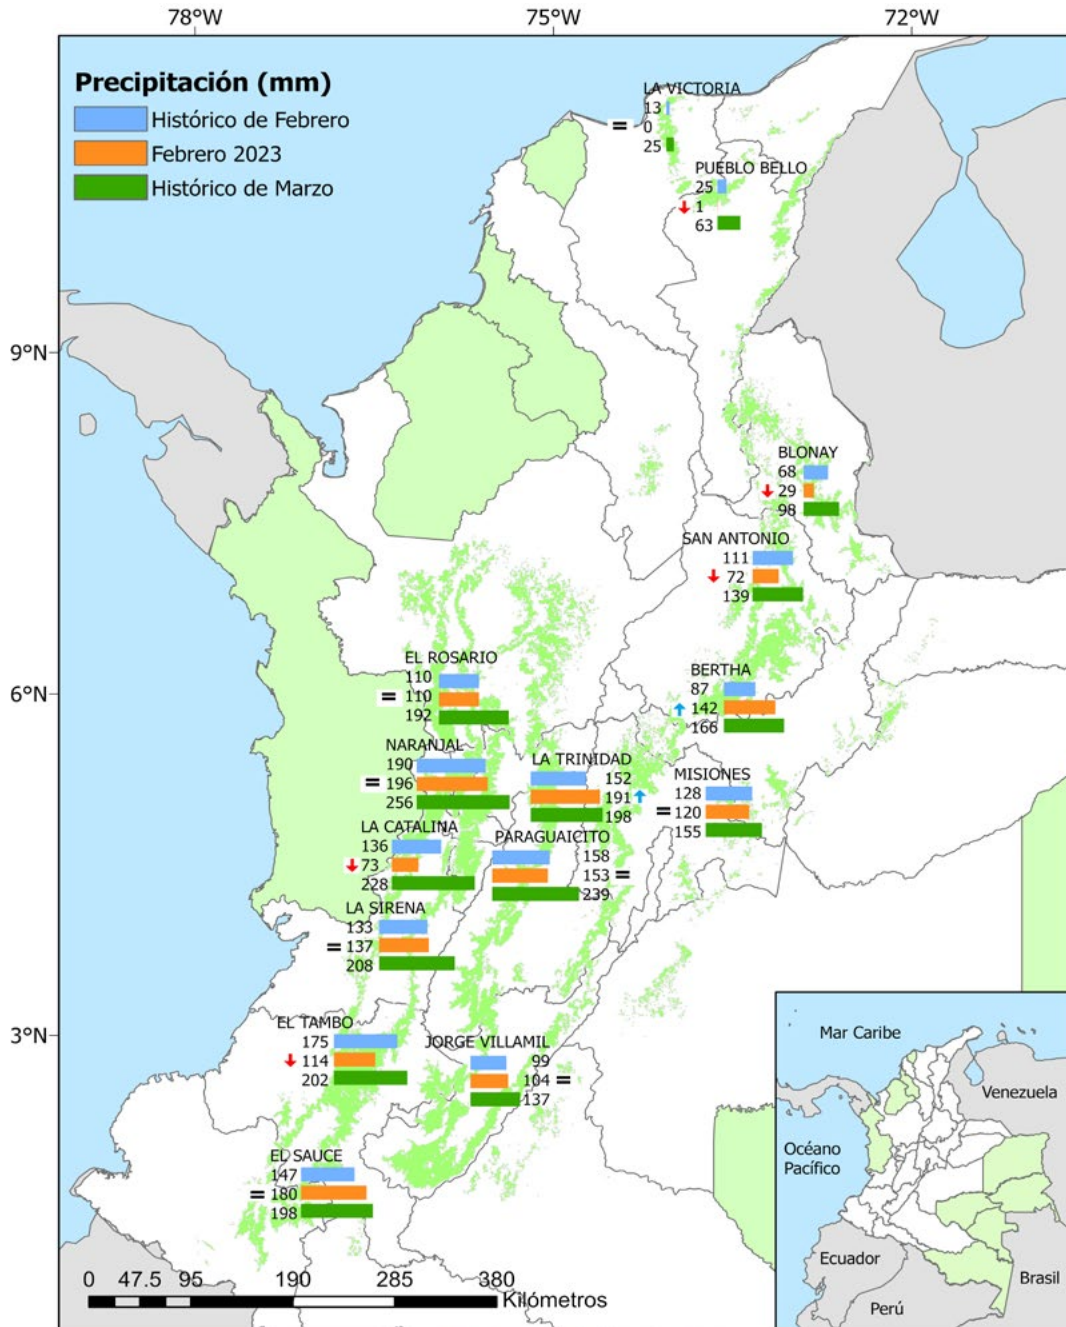 78°W
75°W
72°W
Precipitación (mm)
Histórico de Febrero
Febrero 2023
Histórico de Marzo
LA VICTORIA
13
= 0
25
PUEBLO BELLO
25
↓ 1
63
9°N
BLONAY
68
↓ 29
98
SAN ANTONIO
111
↓ 72
139
6°N
EL ROSARIO
110
= 110
192
BERTHA
87
↑ 142
166
NARANJAL
190
= 196
256
LA TRINIDAD
152
191 ↑
198
MISIONES
128
= 120
155
LA CATALINA
136
↓ 73
228
PARAGUAICITO
158
153 =
239
LA SIRENA
133
= 137
208
3°N
EL TAMBO
175
↓ 114
202
JORGE VILLAMIL
99
104 =
137
EL SAUCE
147
= 180
198
0 47.5 95 190 285 380
Kilómetros
Mar Caribe
Venezuela
Océano
Pacífico
Ecuador
Perú
Brasil